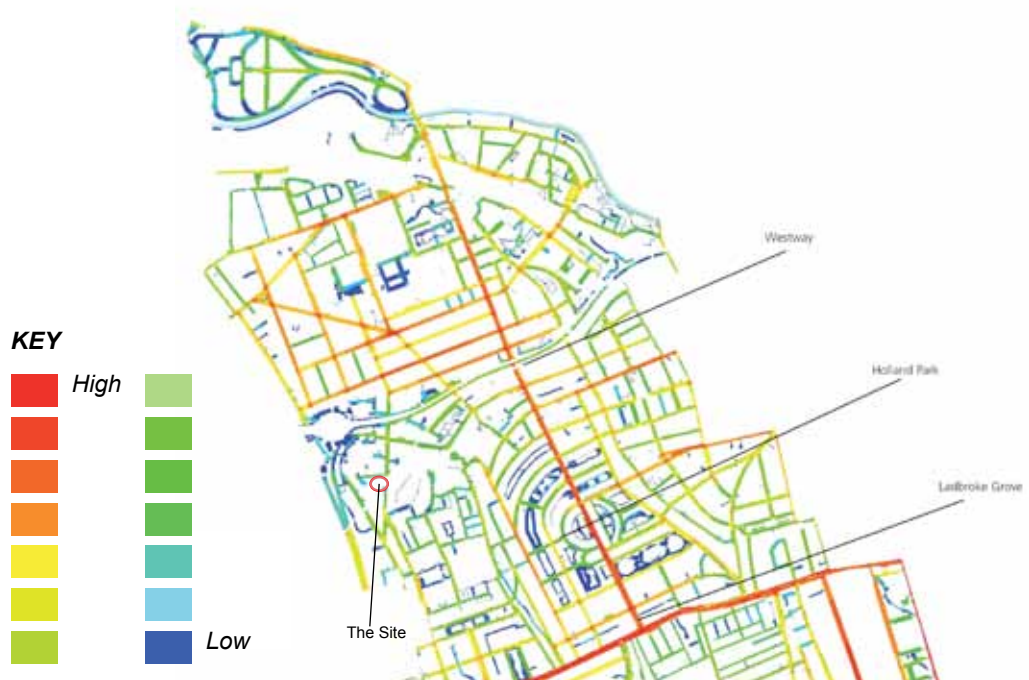 Westway
KEY
High
Holland Park
Ladbroke Grove
The Site
Low